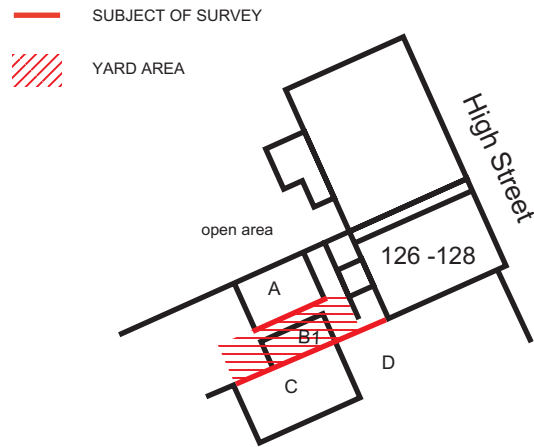 SUBJECT OF SURVEY
YARD AREA
High Street
open area
126 -128
A
B1
D
C